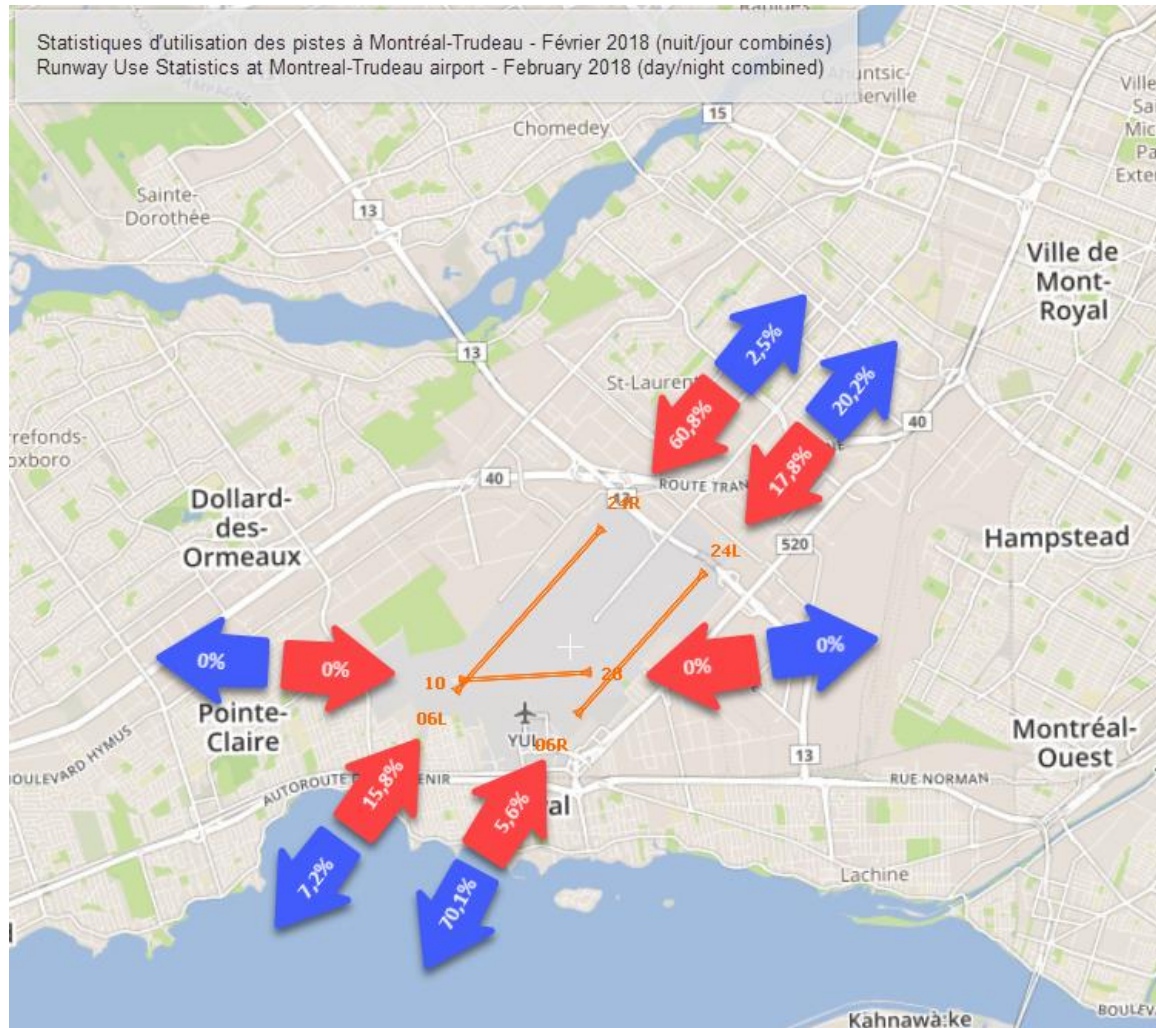 Statistiques d'utilisation des pistes à Montréal-Trudeau - Février 2018 (nuit/jour combinés)
Runway Use Statistics at Montreal-Trudeau airport - February 2018 (day/night combined)
15
Chomedey
Sainte-
Dorothée
13
Ville de
Mont-
Royal
2,5%
13
St-Laurent
20,2%
60,8%
40
17,8%
40
ROUTE TRAN
13
24R
Dollard-
des-
Ormeaux
24L
520
Hampstead
0%
0%
0%
0%
10
28
06L
Pointe-
Claire
YUL
06R
Montréal-
Ouest
BOULEVARD HYMUS
13
RUE NORMAN
15,8%
5,6%
7,2%
70,1%
Lachine
Kahnawà:ke